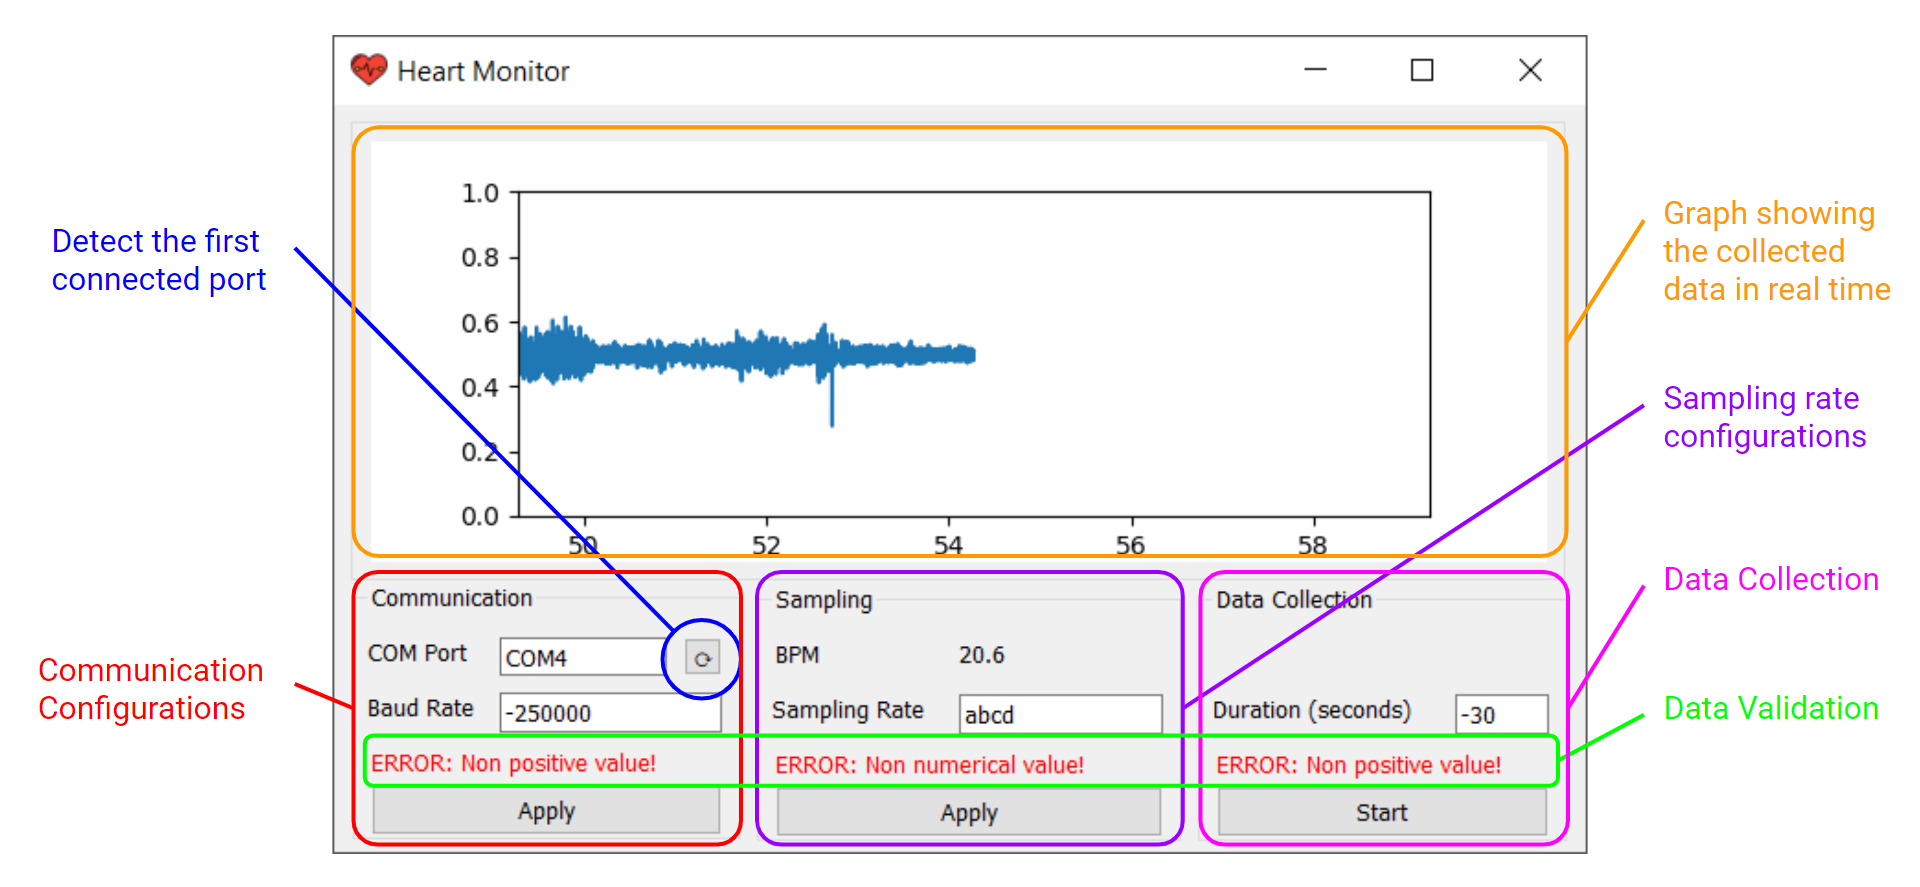 Heart Monitor
1.0
0.8
0.6
0.4
0.2
0.0
50
52
54
56
58
Detect the first
connected port
Graph showing
the collected
data in real time
Sampling rate
configurations
Data Collection
Data Validation
Communication
Configurations
Communication
COM Port
COM4
⟳
Baud Rate
-250000
ERROR: Non positive value!
Apply
Sampling
BPM
20.6
Sampling Rate
abcd
ERROR: Non numerical value!
Apply
Data Collection
Duration (seconds)
-30
ERROR: Non positive value!
Start